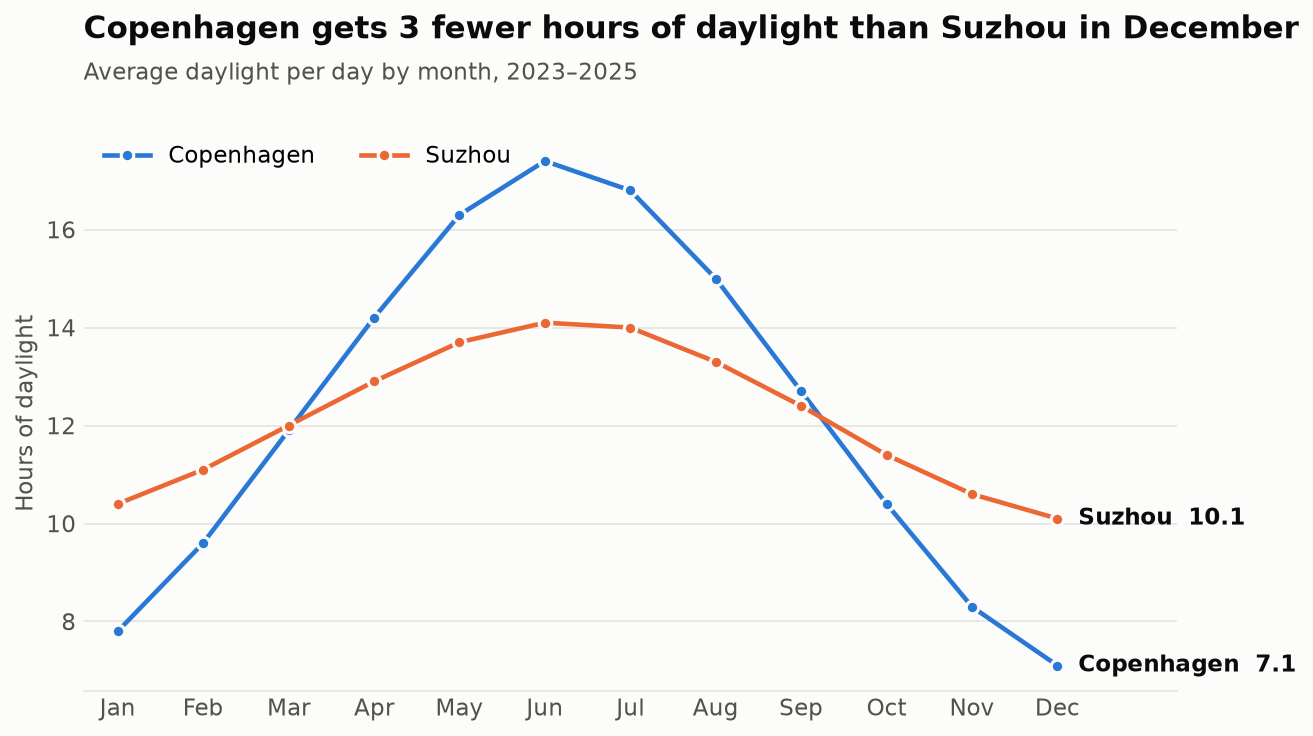 Copenhagen gets 3 fewer hours of daylight than Suzhou in December
Average daylight per day by month, 2023–2025
Copenhagen
Suzhou
Hours of daylight
16
14
12
10
8
Suzhou 10.1
Copenhagen 7.1
Jan Feb Mar Apr May Jun Jul Aug Sep Oct Nov Dec